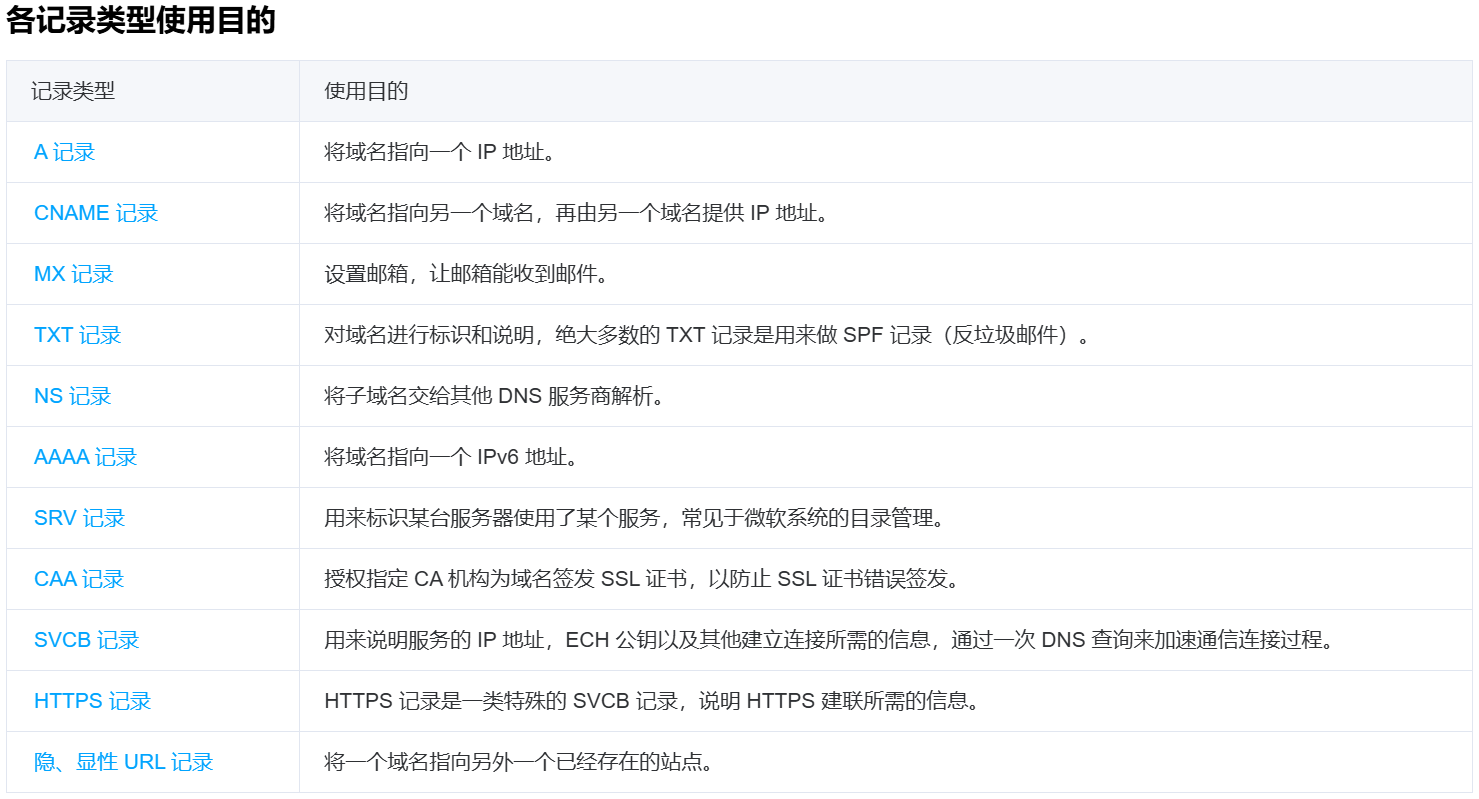 各记录类型使用目的
记录类型 使用目的
A 记录 将域名指向一个 IP 地址。
CNAME 记录 将域名指向另一个域名，再由另一个域名提供 IP 地址。
MX 记录 设置邮箱，让邮箱能收到邮件。
TXT 记录 对域名进行标识和说明，绝大多数的 TXT 记录是用来做 SPF 记录（反垃圾邮件）。
NS 记录 将子域名交给其他 DNS 服务商解析。
AAAA 记录 将域名指向一个 IPv6 地址。
SRV 记录 用来标识某台服务器使用了某个服务，常见于微软系统的目录管理。
CAA 记录 授权指定 CA 机构为域名签发 SSL 证书，以防止 SSL 证书错误签发。
SVCB 记录 用来说明服务的 IP 地址，ECH 公钥以及其他建立连接所需的信息，通过一次 DNS 查询来加速通信连接过程。
HTTPS 记录 HTTPS 记录是一类特殊的 SVCB 记录，说明 HTTPS 建联所需的信息。
隐、显性 URL 记录 将一个域名指向另外一个已经存在的站点。